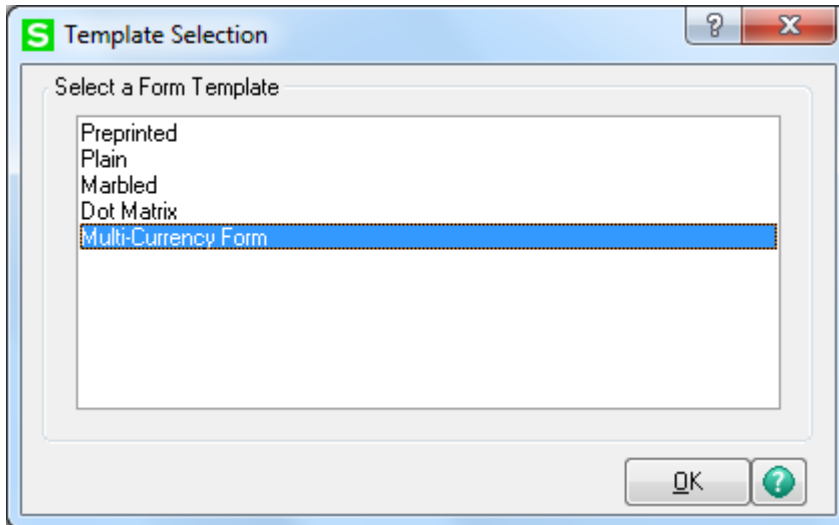 S Template Selection
?
X
Select a Form Template
Preprinted
Plain
Marbled
Dot Matrix
Multi-Currency Form
OK
?